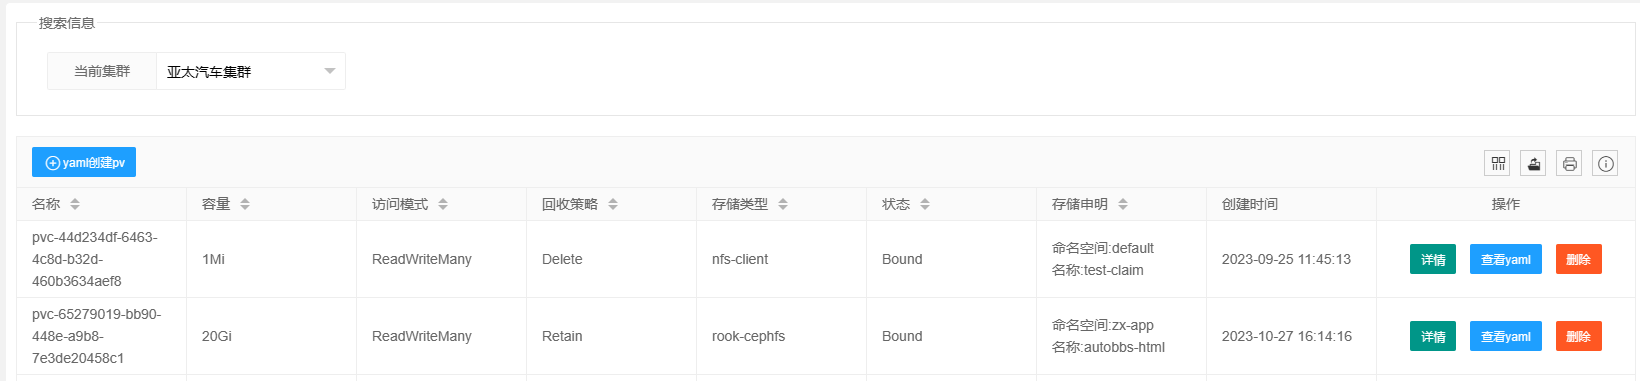 搜索信息
当前集群 亚太汽车集群
yaml创建pv
名称 容量 访问模式 回收策略 存储类型 状态 存储申明 创建时间 操作
pvc-44d234df-6463-
4c8d-b32d-
460b3634aef8
1Mi
ReadWriteMany
Delete
nfs-client
Bound
命名空间:default
名称:test-claim
2023-09-25 11:45:13
详情 查看yaml 删除
pvc-65279019-bb90-
448e-a9b8-
7e3de20458c1
20Gi
ReadWriteMany
Retain
rook-cephfs
Bound
命名空间:zx-app
名称:autobbs-html
2023-10-27 16:14:16
详情 查看yaml 删除